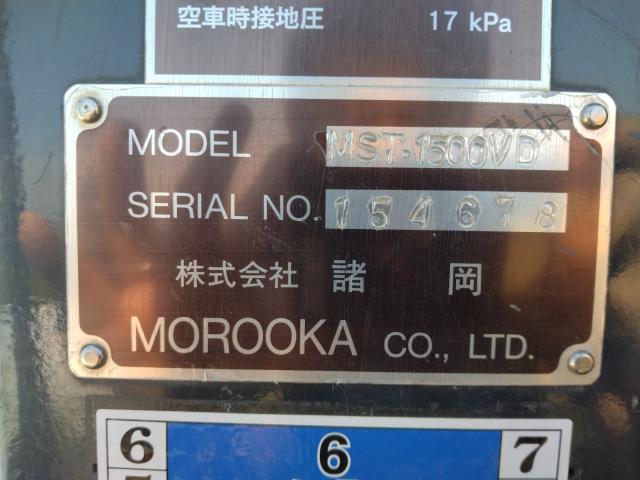 空車時接地圧 17 kPa
MODEL MST-1500VD
SERIAL NO. 154678
株式会社 諸岡
MOROOKA CO., LTD.
6 6 7